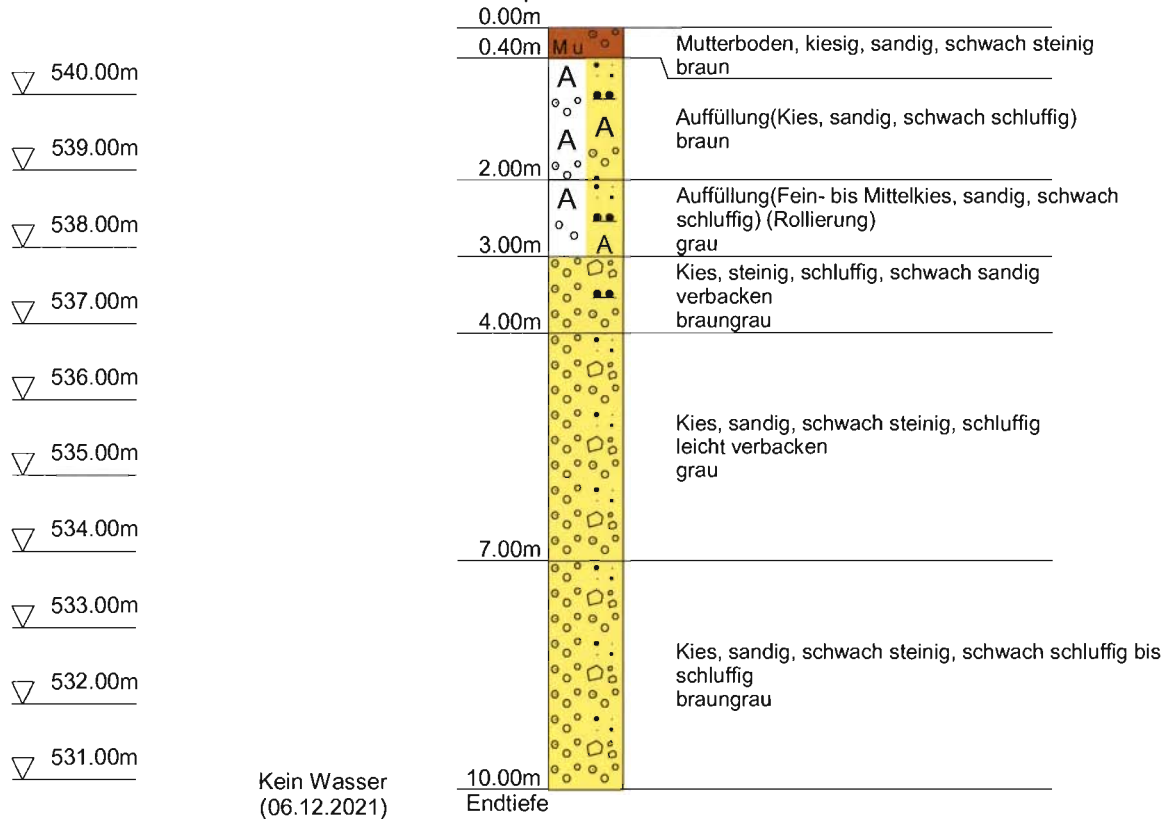 0.00m
0.40m
Mu
Mutterboden, kiesig, sandig, schwach steinig
braun
540.00m
A
A
A
Auffüllung(Kies, sandig, schwach schluffig)
braun
539.00m
2.00m
A
Auffüllung(Fein- bis Mittelkies, sandig, schwach
schluffig) (Rollierung)
grau
538.00m
A
3.00m
Kies, steinig, schluffig, schwach sandig
verbacken
braungrau
537.00m
4.00m
536.00m
Kies, sandig, schwach steinig, schluffig
leicht verbacken
grau
535.00m
534.00m
7.00m
533.00m
Kies, sandig, schwach steinig, schwach schluffig bis
schluffig
braungrau
532.00m
531.00m
Kein Wasser
(06.12.2021)
10.00m
Endtiefe